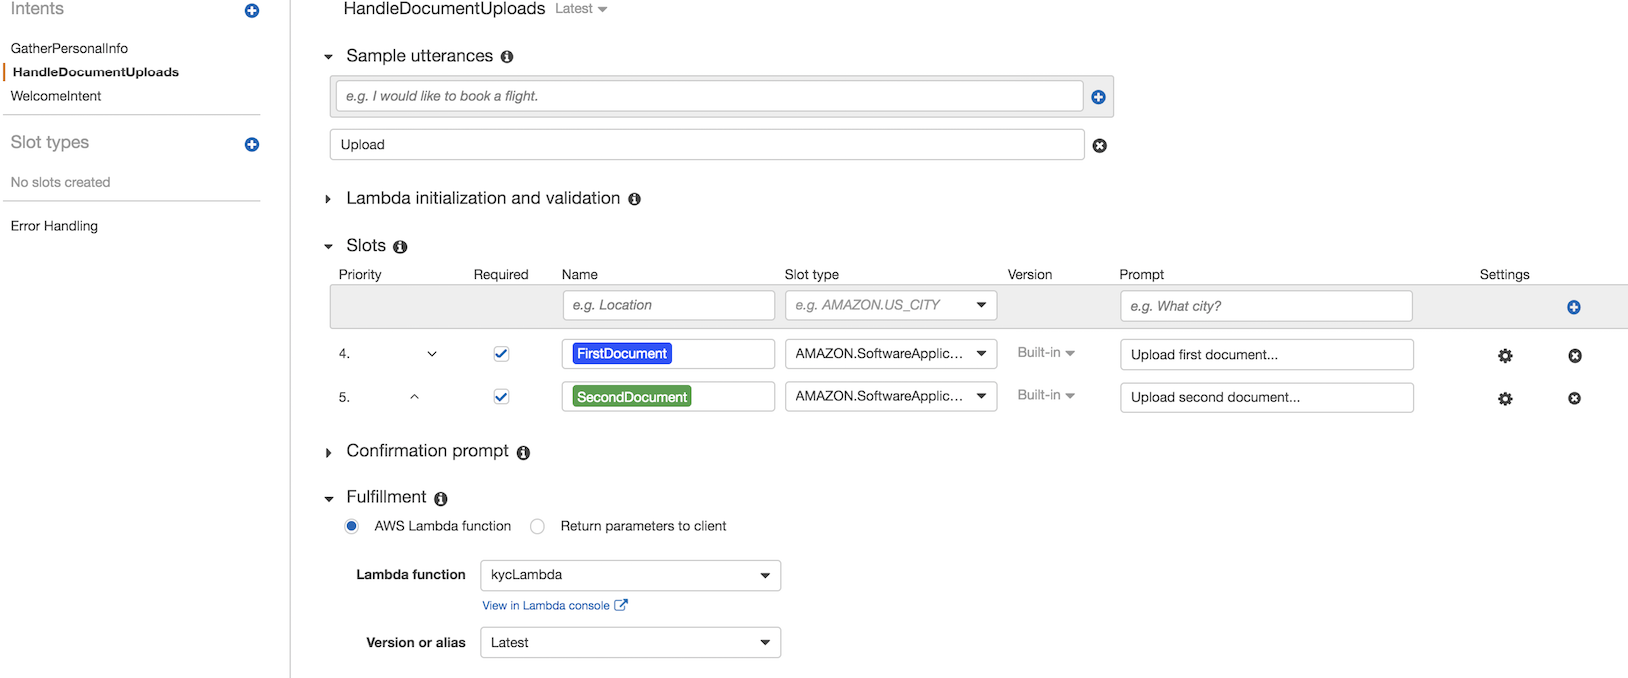 Intents
GatherPersonalInfo
HandleDocumentUploads
WelcomeIntent
Slot types
No slots created
Error Handling
HandleDocumentUploads Latest
Sample utterances
e.g. I would like to book a flight.
Upload
Lambda initialization and validation
Slots
Priority Required Name Slot type Version Prompt Settings
e.g. Location e.g. AMAZON.US_CITY e.g. What city?
4. FirstDocument AMAZON.SoftwareApplic... Built-in Upload first document...
5. SecondDocument AMAZON.SoftwareApplic... Built-in Upload second document...
Confirmation prompt
Fulfillment
AWS Lambda function Return parameters to client
Lambda function kycLambda
View in Lambda console
Version or alias Latest